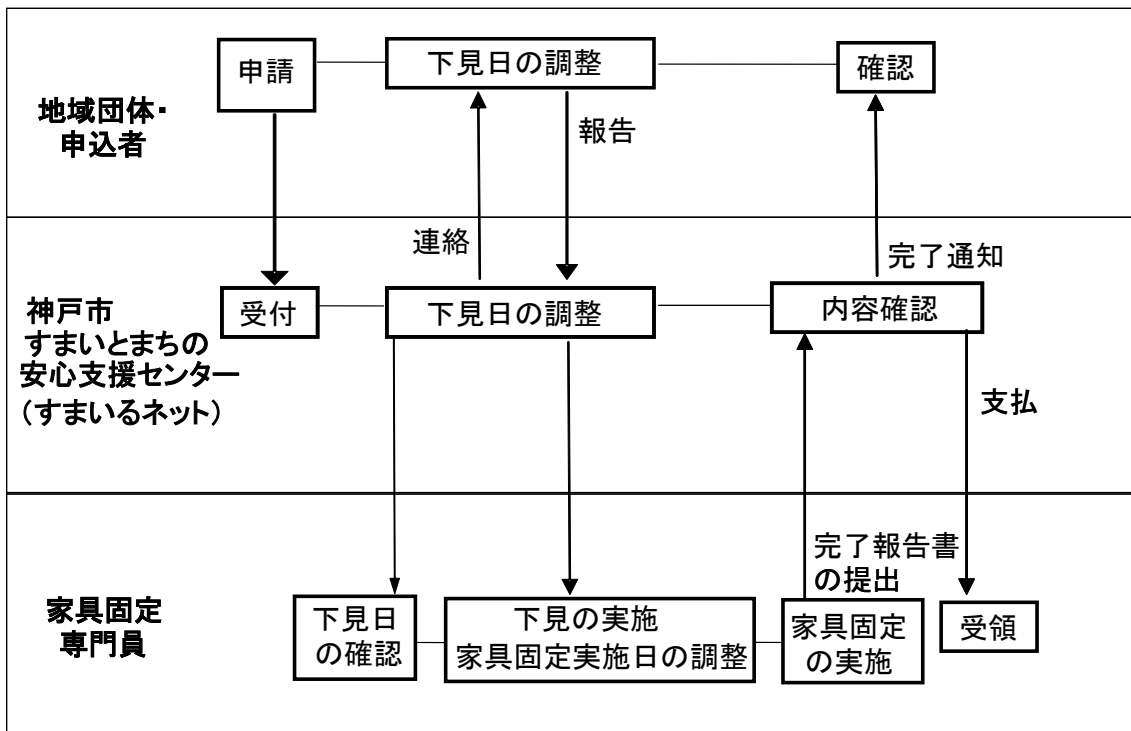 地域団体・
申込者
申請
下見日の調整
確認
報告
連絡
完了通知
神戸市
すまいとまちの
安心支援センター
（すまいるネット）
受付
下見日の調整
内容確認
支払
家具固定
専門員
下見日
の確認
下見の実施
家具固定実施日の調整
完了報告書
の提出
家具固定
の実施
受領